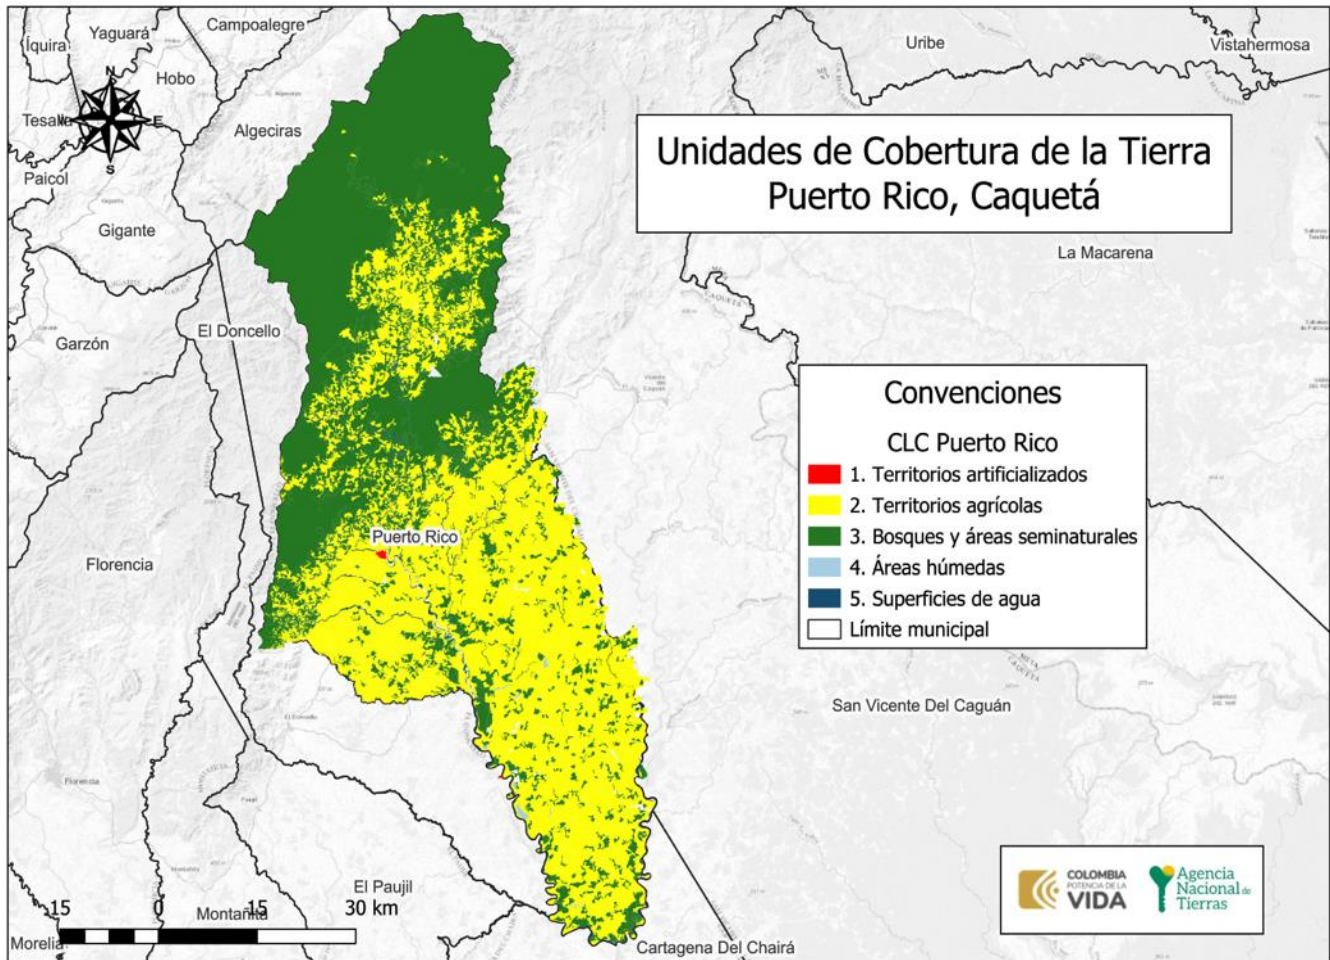 Campoalegre
Yaguará
Íquira
Hobo
Uribe
Vistahermosa
N
E
S
Algeciras
Paicol
Gigante
Unidades de Cobertura de la Tierra
Puerto Rico, Caquetá
La Macarena
El Doncello
Garzón
Convenciones
CLC Puerto Rico
1. Territorios artificializados
2. Territorios agrícolas
3. Bosques y áreas seminaturales
4. Áreas húmedas
5. Superficies de agua
Límite municipal
Puerto Rico
Florencia
San Vicente Del Caguán
El Doncello
Florencia
El Paujil
15 0 15 30 km
Montañita
Morelia
Cartagena Del Chairá
COLOMBIA
POTENCIA DE LA
VIDA
Agencia
Nacional de
Tierras